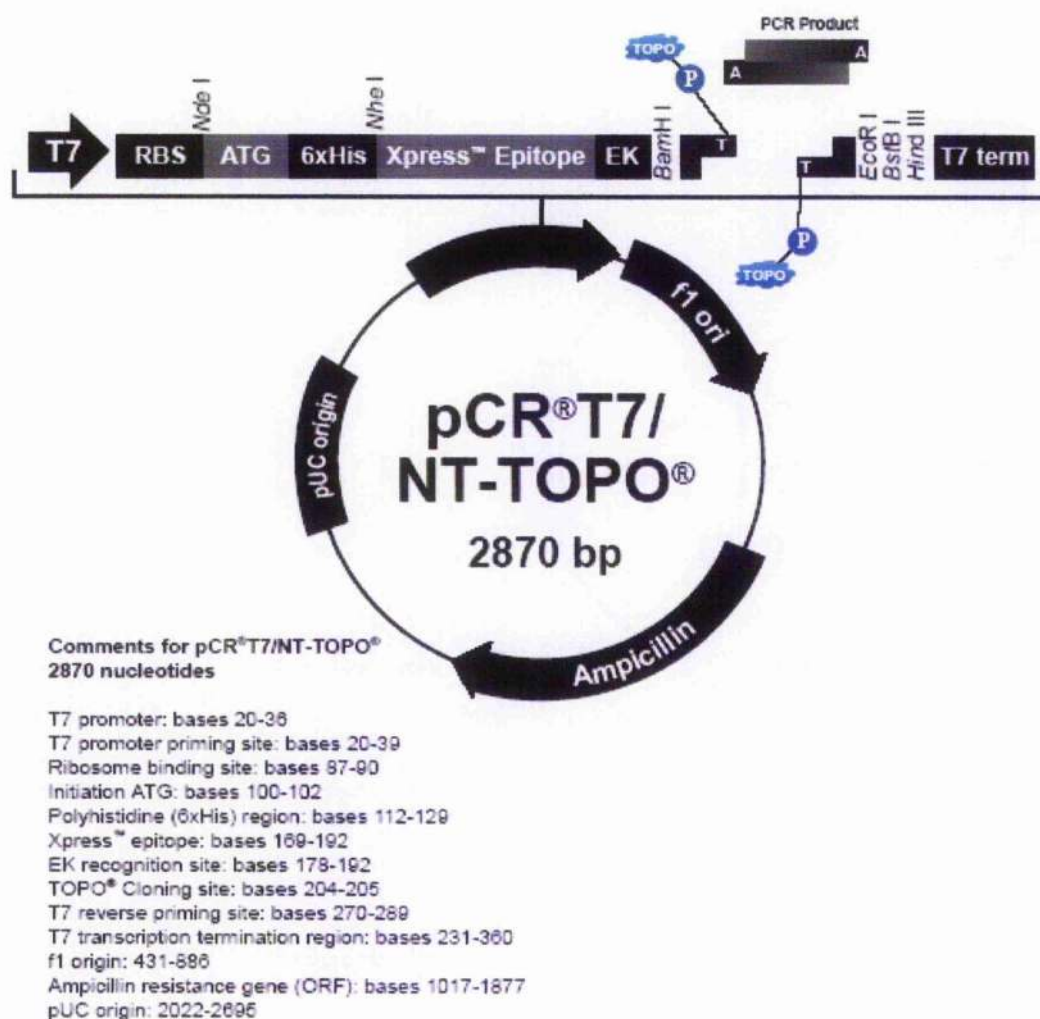 PCR Product
TOPO
P
A
A
Nde I
Nhe I
BamH I
EcoR I
BstB I
Hind III
T7
RBS
ATG
6xHis
Xpress™ Epitope
EK
T
T
T7 term
P
TOPO
f1 ori
pUC origin
pCR®T7/
NT-TOPO®
2870 bp
Ampicillin
Comments for pCR®T7/NT-TOPO®
2870 nucleotides
T7 promoter: bases 20-36
T7 promoter priming site: bases 20-39
Ribosome binding site: bases 87-90
Initiation ATG: bases 100-102
Polyhistidine (6xHis) region: bases 112-129
Xpress™ epitope: bases 169-192
EK recognition site: bases 178-192
TOPO® Cloning site: bases 204-205
T7 reverse priming site: bases 270-289
T7 transcription termination region: bases 231-360
f1 origin: 431-886
Ampicillin resistance gene (ORF): bases 1017-1877
pUC origin: 2022-2695